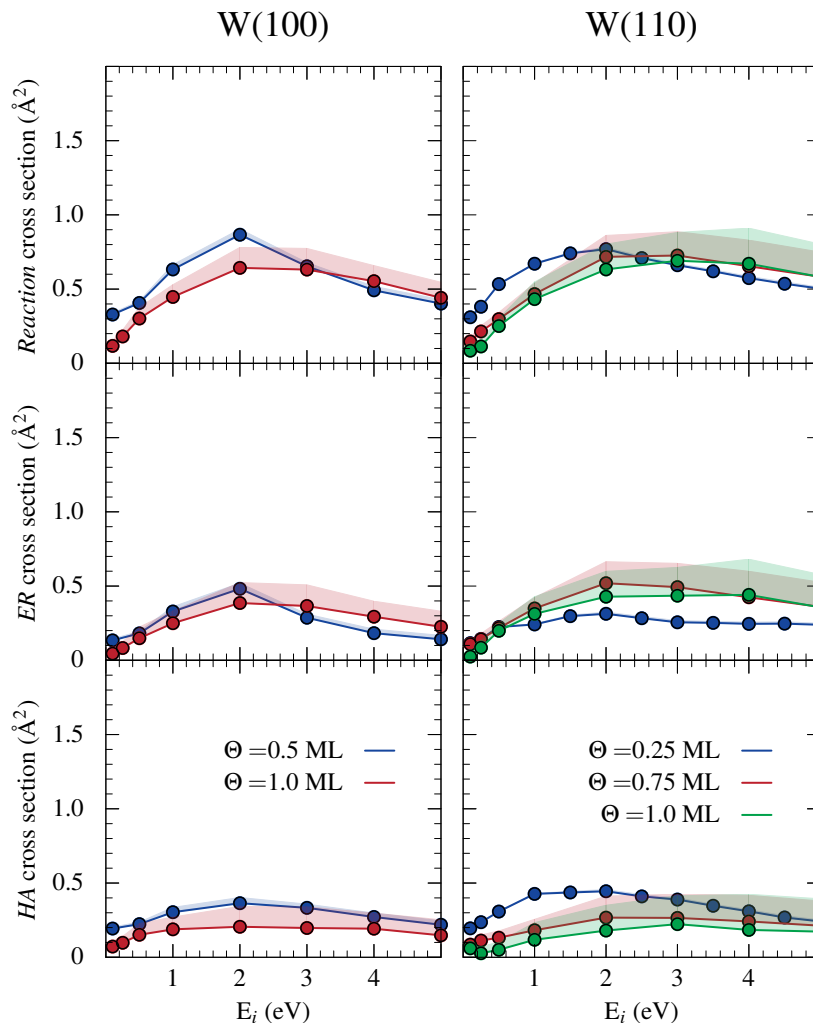 W(100)
W(110)
Reaction cross section (Å²)
1.5
1.0
0.5
0
ER cross section (Å²)
1.5
1.0
0.5
0
HA cross section (Å²)
1.5
1.0
0.5
0
Θ =0.5 ML
Θ =1.0 ML
Θ =0.25 ML
Θ =0.75 ML
Θ =1.0 ML
1 2 3 4
1 2 3 4
E_i (eV)
E_i (eV)